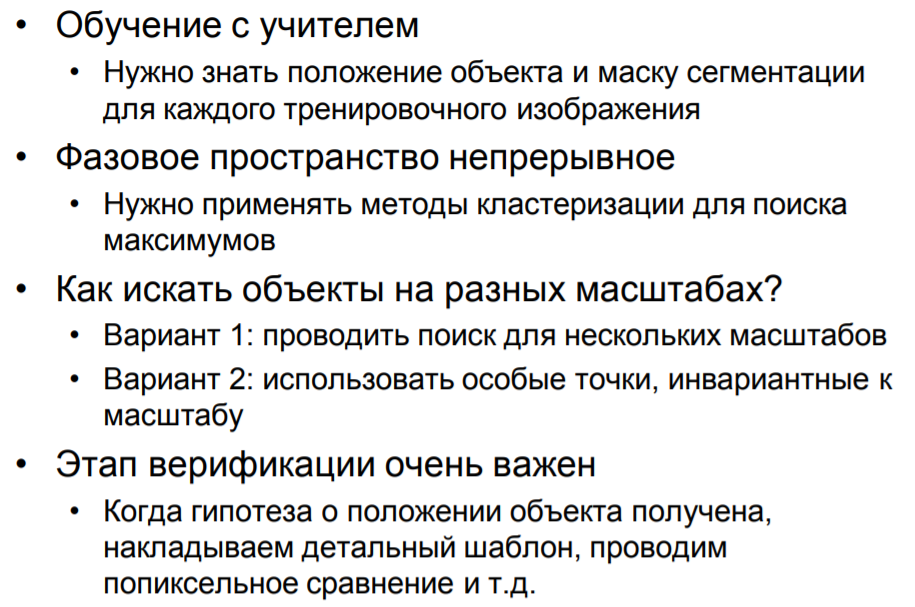 • Обучение с учителем
• Нужно знать положение объекта и маску сегментации
для каждого тренировочного изображения
• Фазовое пространство непрерывное
• Нужно применять методы кластеризации для поиска
максимумов
• Как искать объекты на разных масштабах?
• Вариант 1: проводить поиск для нескольких масштабов
• Вариант 2: использовать особые точки, инвариантные к
масштабу
• Этап верификации очень важен
• Когда гипотеза о положении объекта получена,
накладываем детальный шаблон, проводим
попиксельное сравнение и т.д.